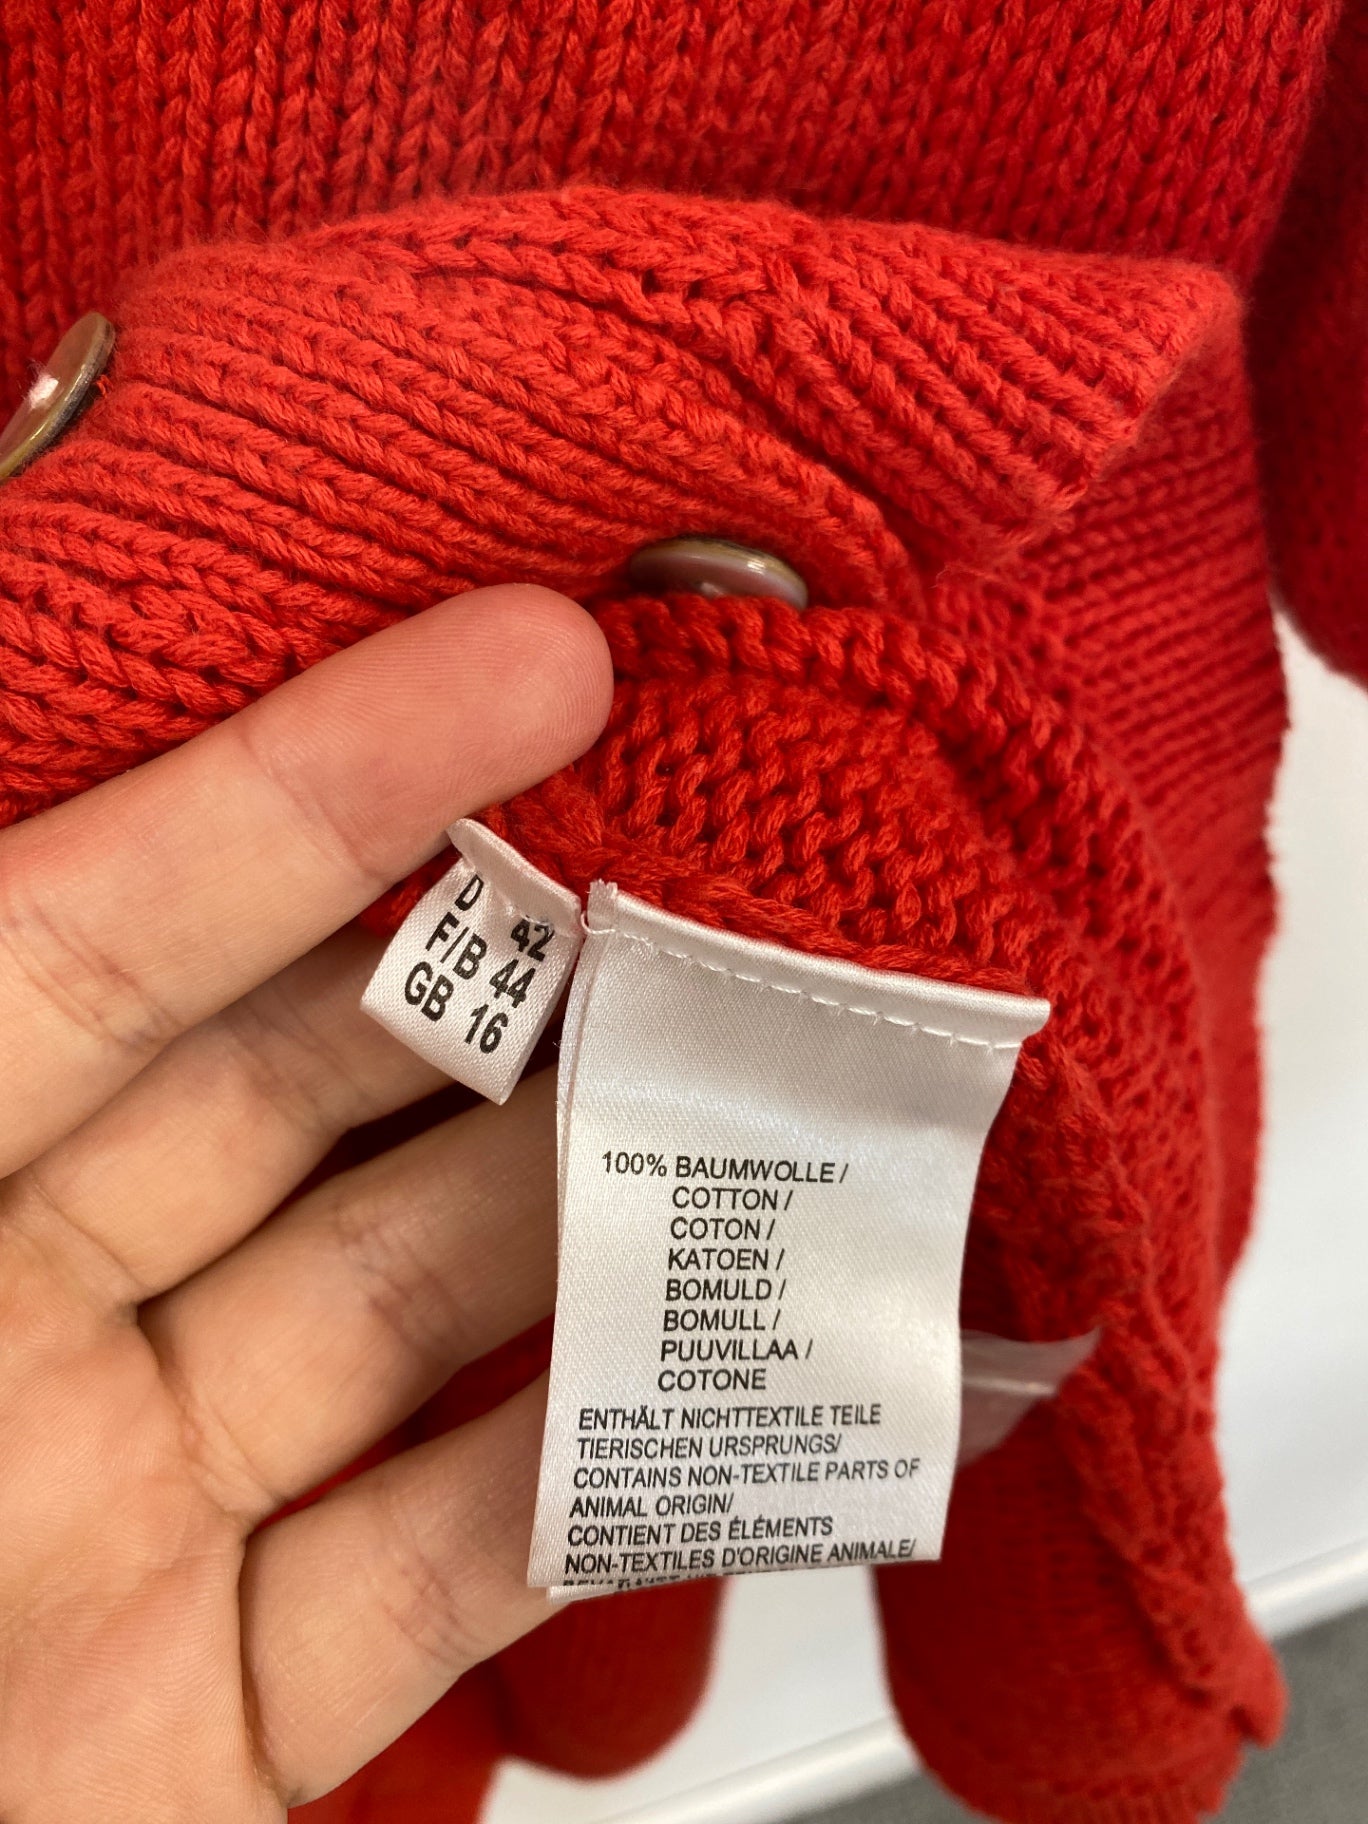 D 42
F/B 44
GB 16
100% BAUMWOLLE /
COTTON /
COTON /
KATOEN /
BOMULD /
BOMULL /
PUUVILLAA /
COTONE
ENTHÄLT NICHTTEXTILE TEILE
TIERISCHEN URSPRUNGS/
CONTAINS NON-TEXTILE PARTS OF
ANIMAL ORIGIN/
CONTIENT DES ÉLÉMENTS
NON-TEXTILES D'ORIGINE ANIMALE/